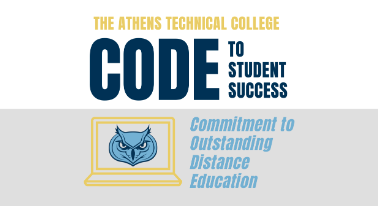 THE ATHENS TECHNICAL COLLEGE
CODE TO
STUDENT
SUCCESS
Commitment to
Outstanding
Distance
Education